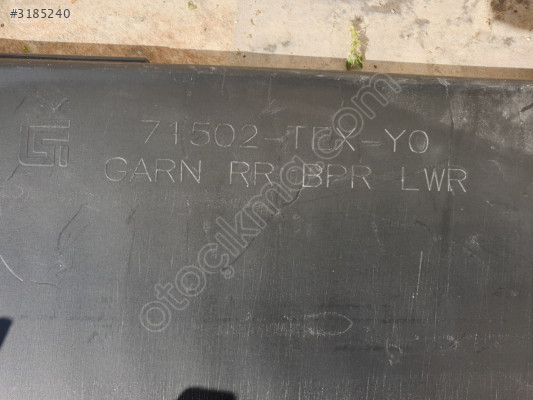 #3185240
71502-TEX-Y0
GARN RR BPR LWR
otocikma.com